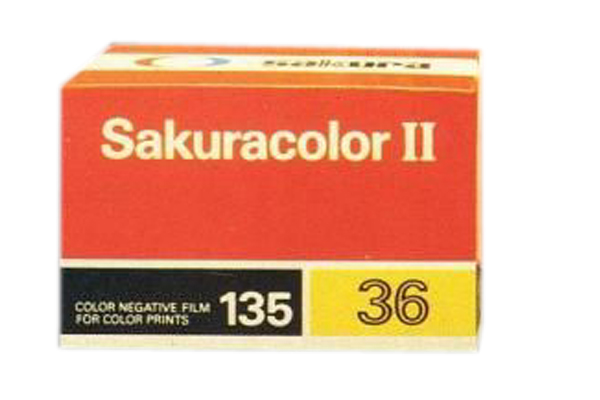 Sakuracolor II
COLOR NEGATIVE FILM
FOR COLOR PRINTS
135
36